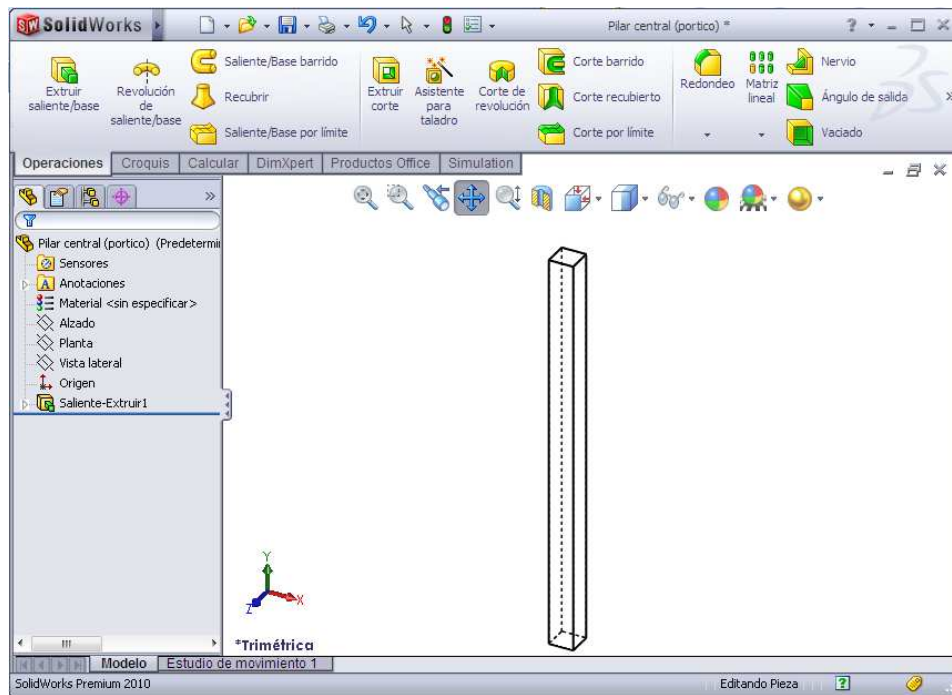 SolidWorks
Pilar central (portico) *
Extruir saliente/base
Revolución de saliente/base
Saliente/Base barrido
Recubrir
Saliente/Base por límite
Extruir corte
Asistente para taladro
Corte de revolución
Corte barrido
Corte recubierto
Corte por límite
Redondeo
Matriz lineal
Nervio
Ángulo de salida
Vaciado
Operaciones
Croquis
Calcular
DimXpert
Productos Office
Simulation
Pilar central (portico) (Predetermi
Sensores
Anotaciones
Material <sin especificar>
Alzado
Planta
Vista lateral
Origen
Saliente-Extruir1
Y
X
Z
*Trimétrica
Modelo
Estudio de movimiento 1
SolidWorks Premium 2010
Editando Pieza